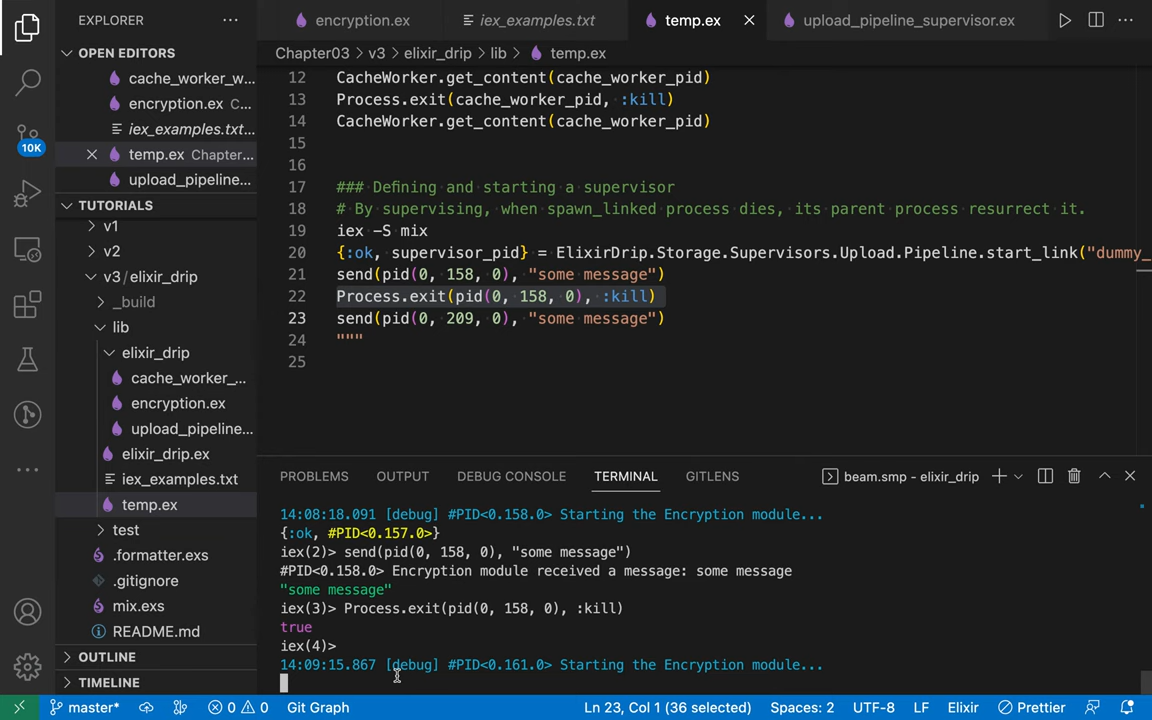 EXPLORER
encryption.ex
iex_examples.txt
temp.ex
upload_pipeline_supervisor.ex
OPEN EDITORS
Chapter03 > v3 > elixir_drip > lib > temp.ex
cache_worker_w...
encryption.ex C...
iex_examples.txt...
temp.ex Chapter...
upload_pipeline...
10K
TUTORIALS
v1
v2
v3/elixir_drip
_build
lib
elixir_drip
cache_worker_...
encryption.ex
upload_pipeline...
elixir_drip.ex
iex_examples.txt
temp.ex
test
.formatter.exs
.gitignore
mix.exs
README.md
OUTLINE
TIMELINE
12 CacheWorker.get_content(cache_worker_pid)
13 Process.exit(cache_worker_pid, :kill)
14 CacheWorker.get_content(cache_worker_pid)
15
16
17 ### Defining and starting a supervisor
18 # By supervising, when spawn_linked process dies, its parent process resurrect it.
19 iex -S mix
20 {:ok, supervisor_pid} = ElixirDrip.Storage.Supervisors.Upload.Pipeline.start_link("dummy_
21 send(pid(0, 158, 0), "some message")
22 Process.exit(pid(0, 158, 0), :kill)
23 send(pid(0, 209, 0), "some message")
24 """
25
PROBLEMS OUTPUT DEBUG CONSOLE TERMINAL GITLENS
beam.smp - elixir_drip
14:08:18.091 [debug] #PID<0.158.0> Starting the Encryption module...
{:ok, #PID<0.157.0>}
iex(2)> send(pid(0, 158, 0), "some message")
#PID<0.158.0> Encryption module received a message: some message
"some message"
iex(3)> Process.exit(pid(0, 158, 0), :kill)
true
iex(4)>
14:09:15.867 [debug] #PID<0.161.0> Starting the Encryption module...
master* 0 0 Git Graph Ln 23, Col 1 (36 selected) Spaces: 2 UTF-8 LF Elixir Prettier